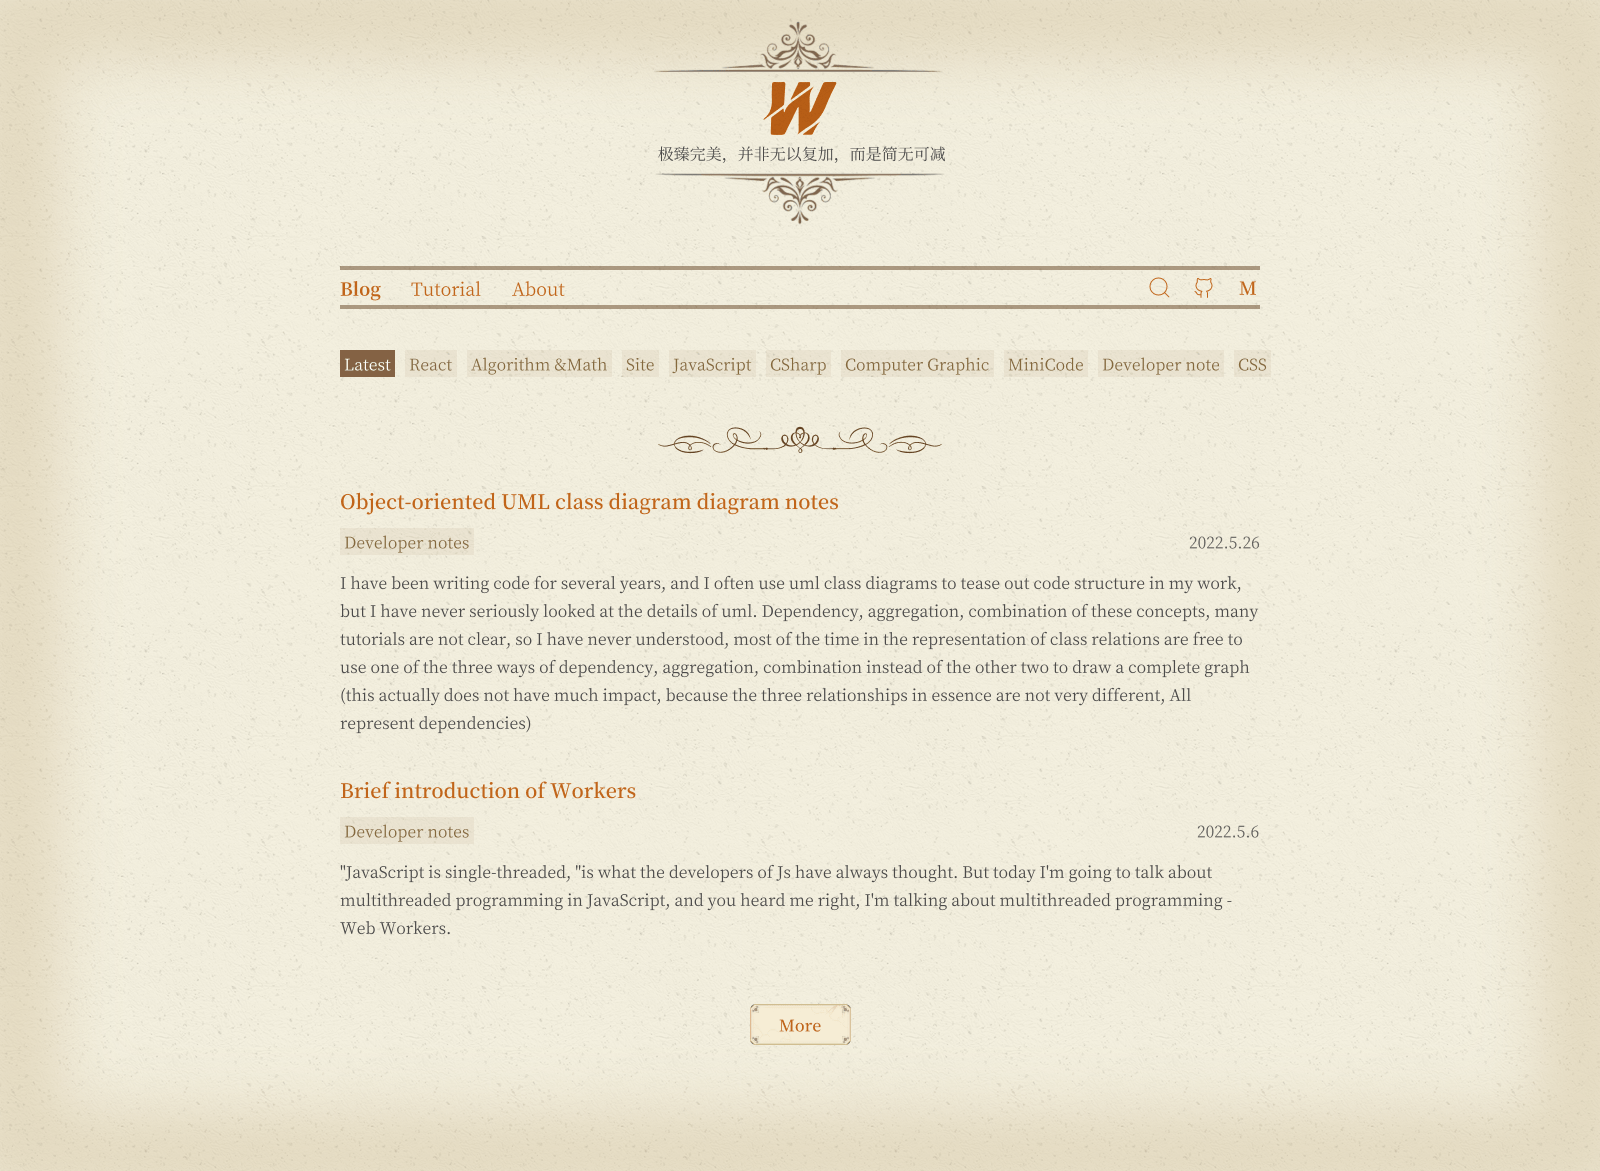 W
极臻完美，并非无以复加，而是简无可减
Blog Tutorial About M
Latest React Algorithm &Math Site JavaScript CSharp Computer Graphic MiniCode Developer note CSS
Object-oriented UML class diagram diagram notes
Developer notes 2022.5.26
I have been writing code for several years, and I often use uml class diagrams to tease out code structure in my work,
but I have never seriously looked at the details of uml. Dependency, aggregation, combination of these concepts, many
tutorials are not clear, so I have never understood, most of the time in the representation of class relations are free to
use one of the three ways of dependency, aggregation, combination instead of the other two to draw a complete graph
(this actually does not have much impact, because the three relationships in essence are not very different, All
represent dependencies)
Brief introduction of Workers
Developer notes 2022.5.6
"JavaScript is single-threaded, "is what the developers of Js have always thought. But today I'm going to talk about
multithreaded programming in JavaScript, and you heard me right, I'm talking about multithreaded programming -
Web Workers.
More